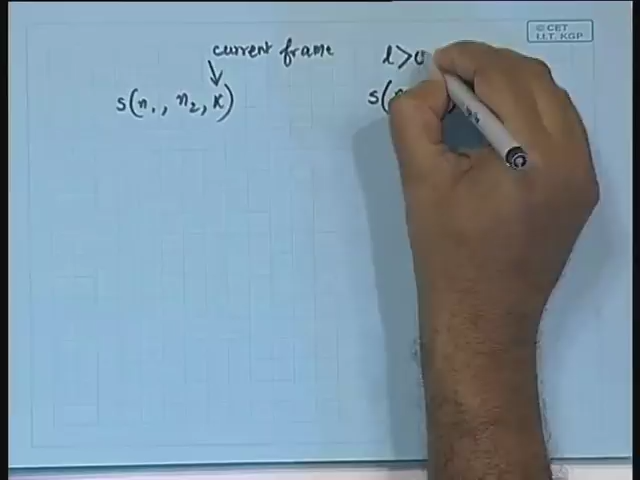 © CET
I.I.T. KGP
current frame
l>0
s(n₁, n₂, k)
s(